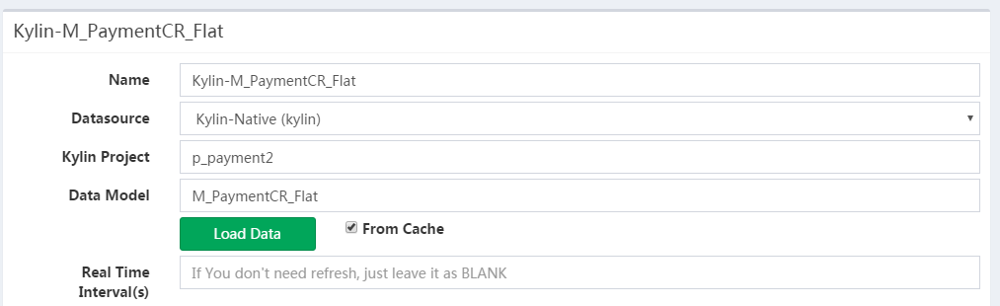 Kylin-M_PaymentCR_Flat
Name Kylin-M_PaymentCR_Flat
Datasource Kylin-Native (kylin)
Kylin Project p_payment2
Data Model M_PaymentCR_Flat
Load Data From Cache
Real Time If You don't need refresh, just leave it as BLANK
Interval(s)